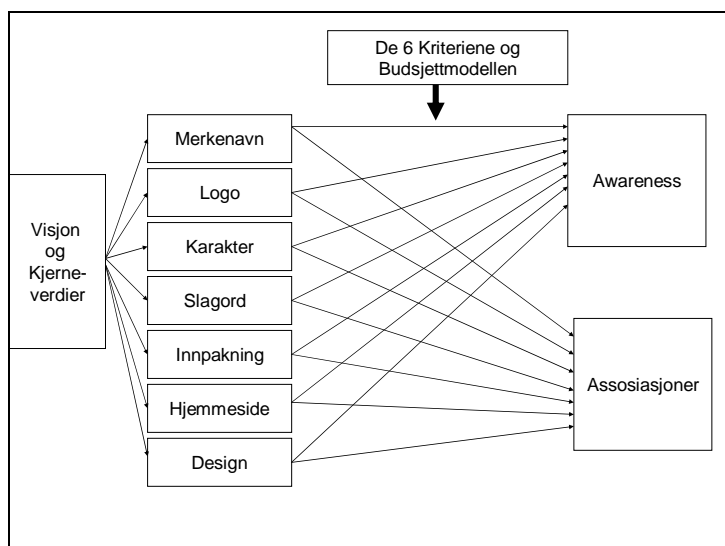 De 6 Kriteriene og
Budsjettmodellen
Visjon
og
Kjerne-
verdier
Merkenavn
Logo
Karakter
Slagord
Innpakning
Hjemmeside
Design
Awareness
Assosiasjoner